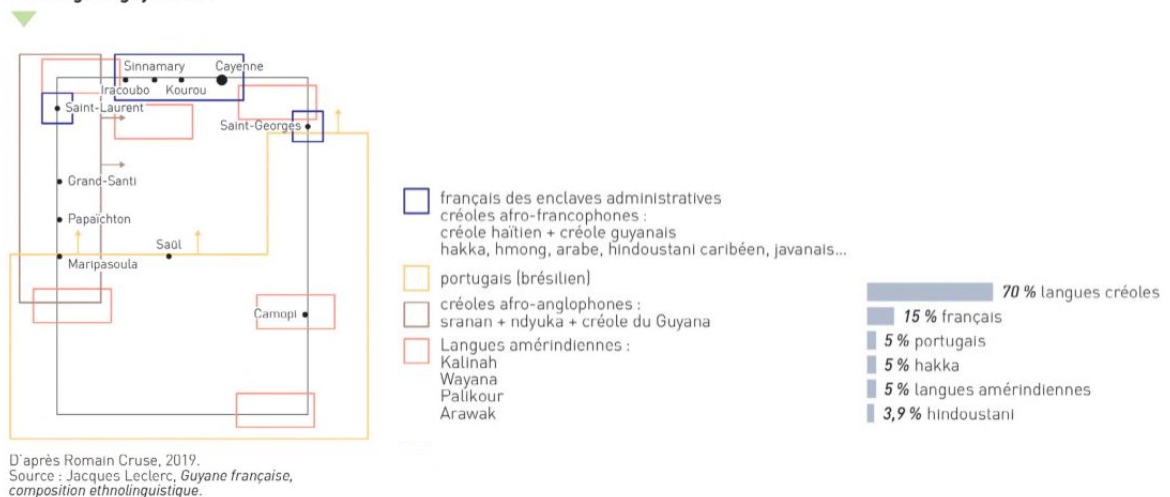 Sinnamary
Cayenne
Iracoubo
Kourou
Saint-Laurent
Saint-Georges
Grand-Santi
Papaïchton
Saül
Maripasoula
Camopi
français des enclaves administratives
créoles afro-francophones :
créole haïtien + créole guyanais
hakka, hmong, arabe, hindoustani caribéen, javanais...
portugais (brésilien)
créoles afro-anglophones :
sranan + ndyuka + créole du Guyana
Langues amérindiennes :
Kalinah
Wayana
Palikour
Arawak
70 % langues créoles
15 % français
5 % portugais
5 % hakka
5 % langues amérindiennes
3,9 % hindoustani
D'après Romain Cruse, 2019.
Source : Jacques Leclerc, Guyane française,
composition ethnolinguistique.